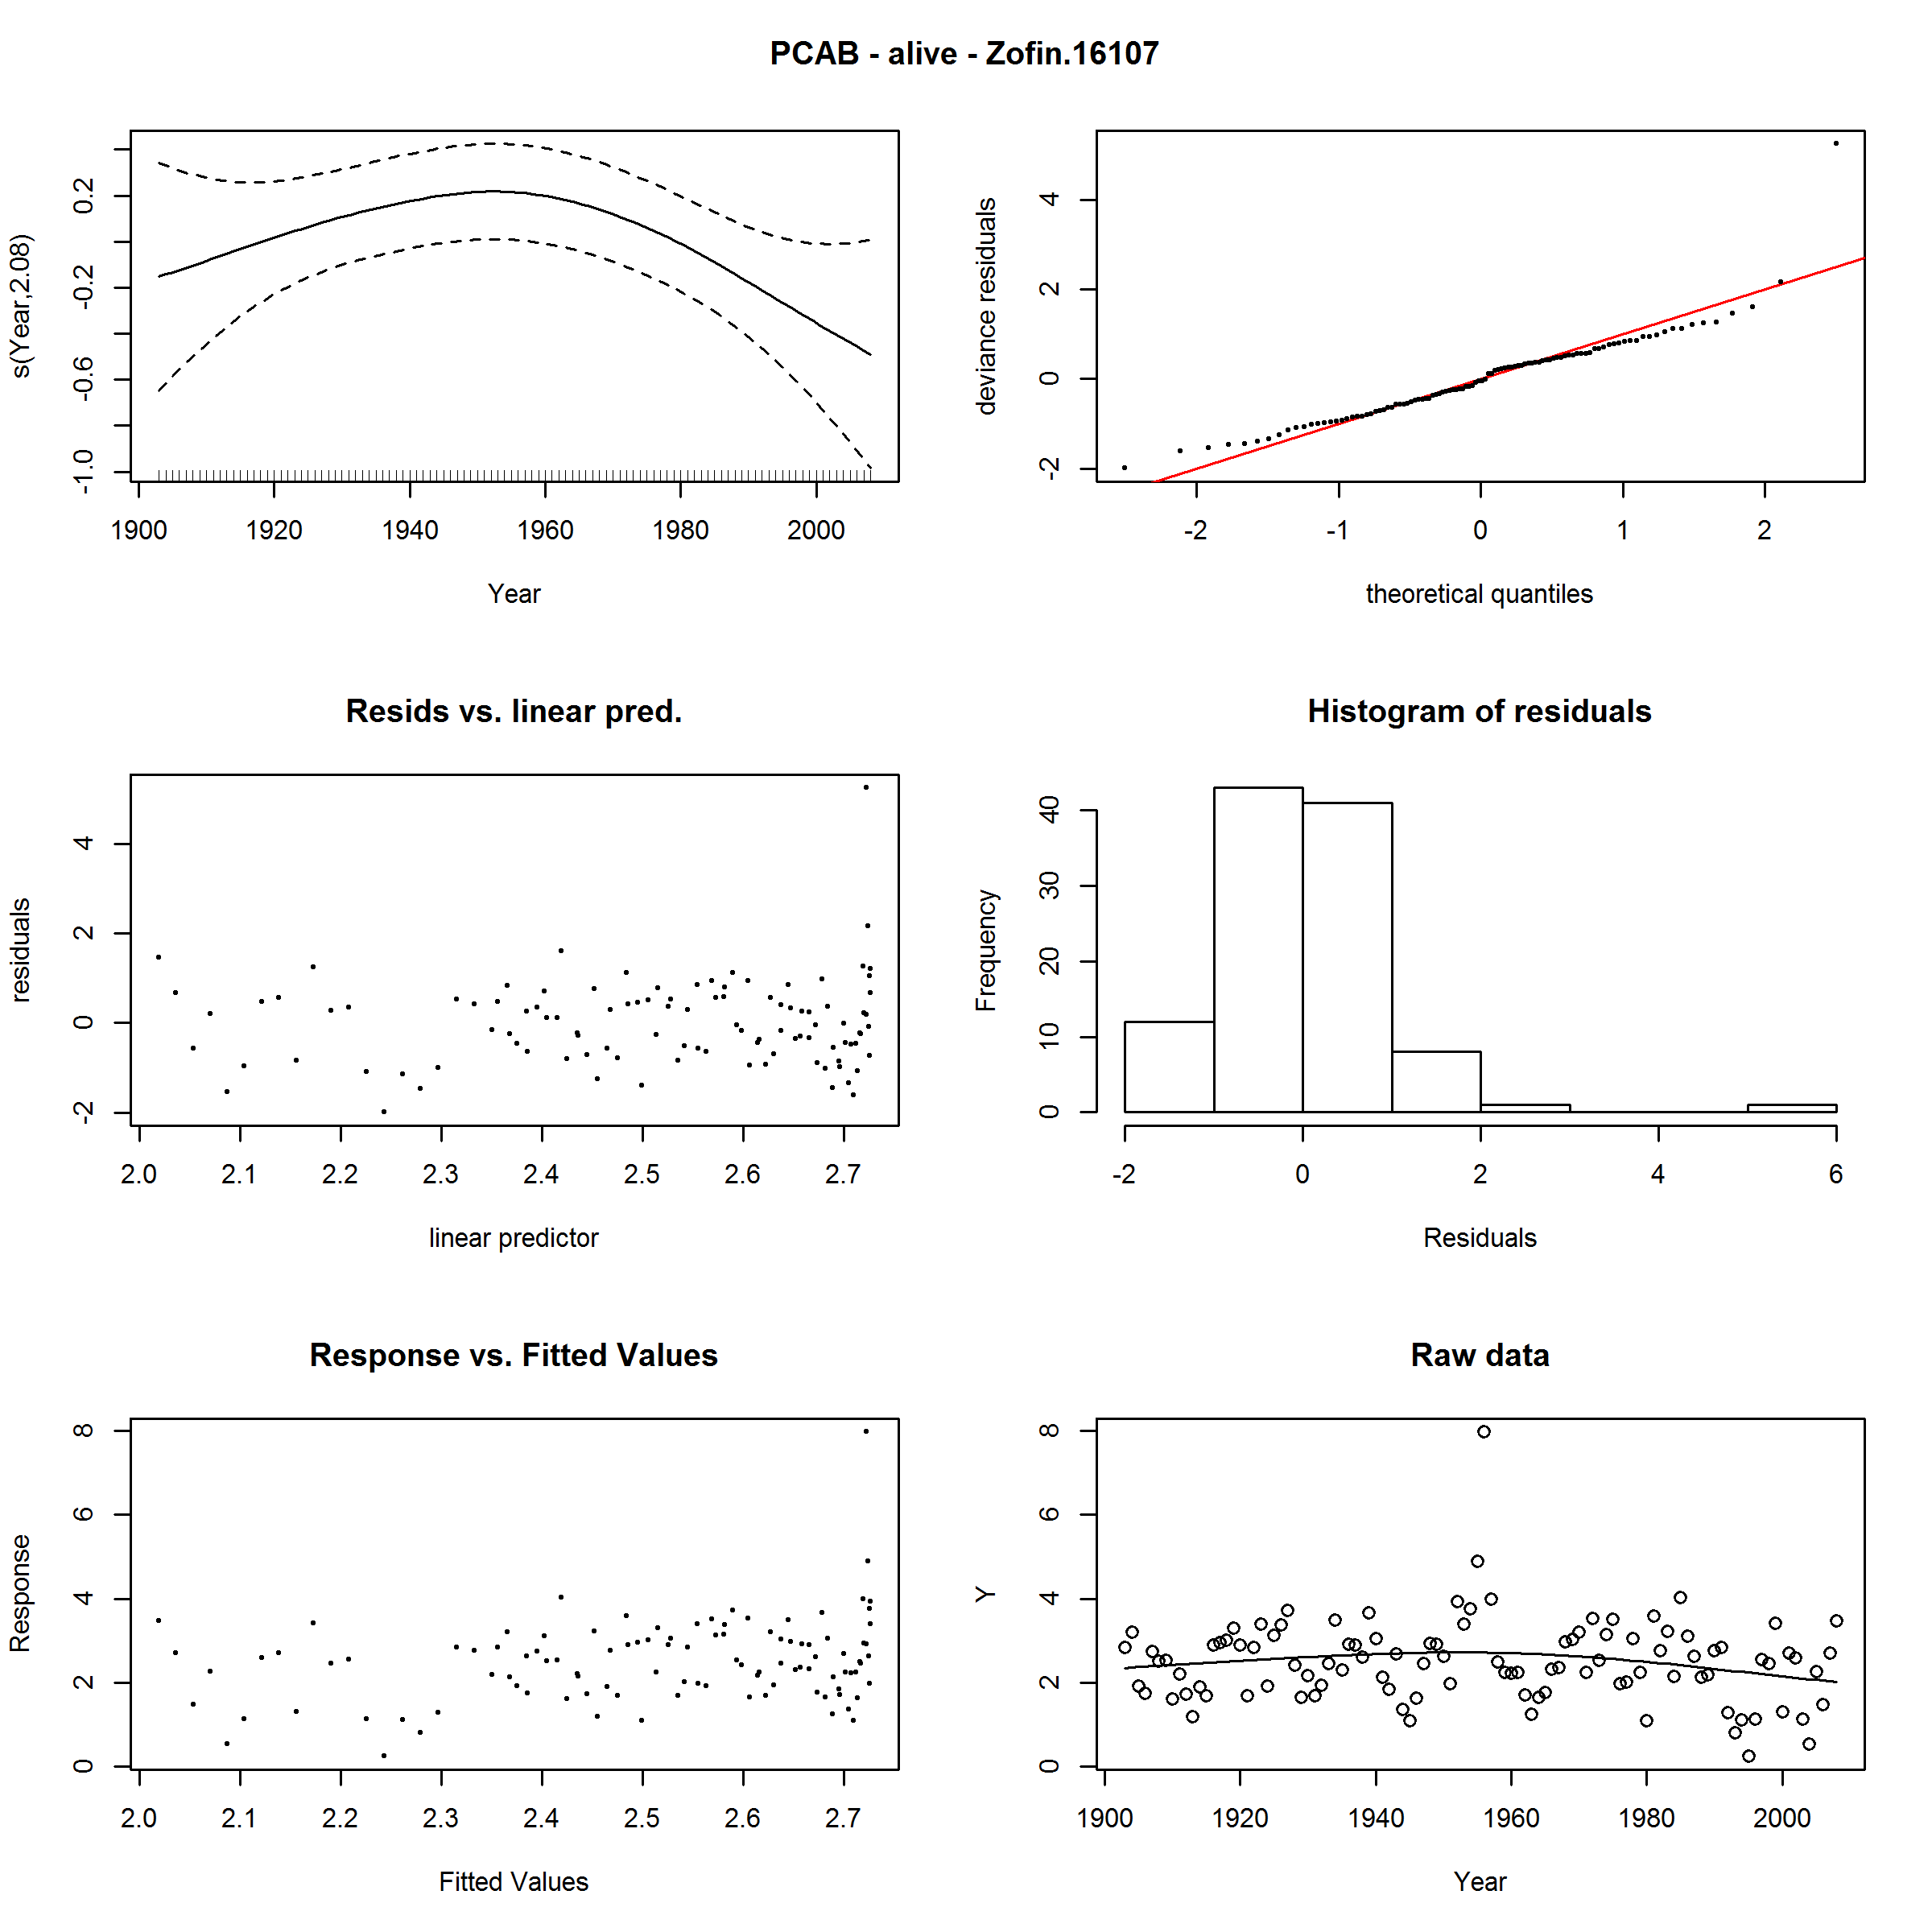 PCAB - alive - Zofin.16107
s(Year,2.08)
0.2
-0.2
-0.6
-1.0
1900 1920 1940 1960 1980 2000
Year
deviance residuals
4
2
0
-2
-2 -1 0 1 2
theoretical quantiles
Resids vs. linear pred.
residuals
4
2
0
-2
2.0 2.1 2.2 2.3 2.4 2.5 2.6 2.7
linear predictor
Histogram of residuals
Frequency
40
30
20
10
0
-2 0 2 4 6
Residuals
Response vs. Fitted Values
Response
8
6
4
2
0
2.0 2.1 2.2 2.3 2.4 2.5 2.6 2.7
Fitted Values
Raw data
Y
8
6
4
2
0
1900 1920 1940 1960 1980 2000
Year